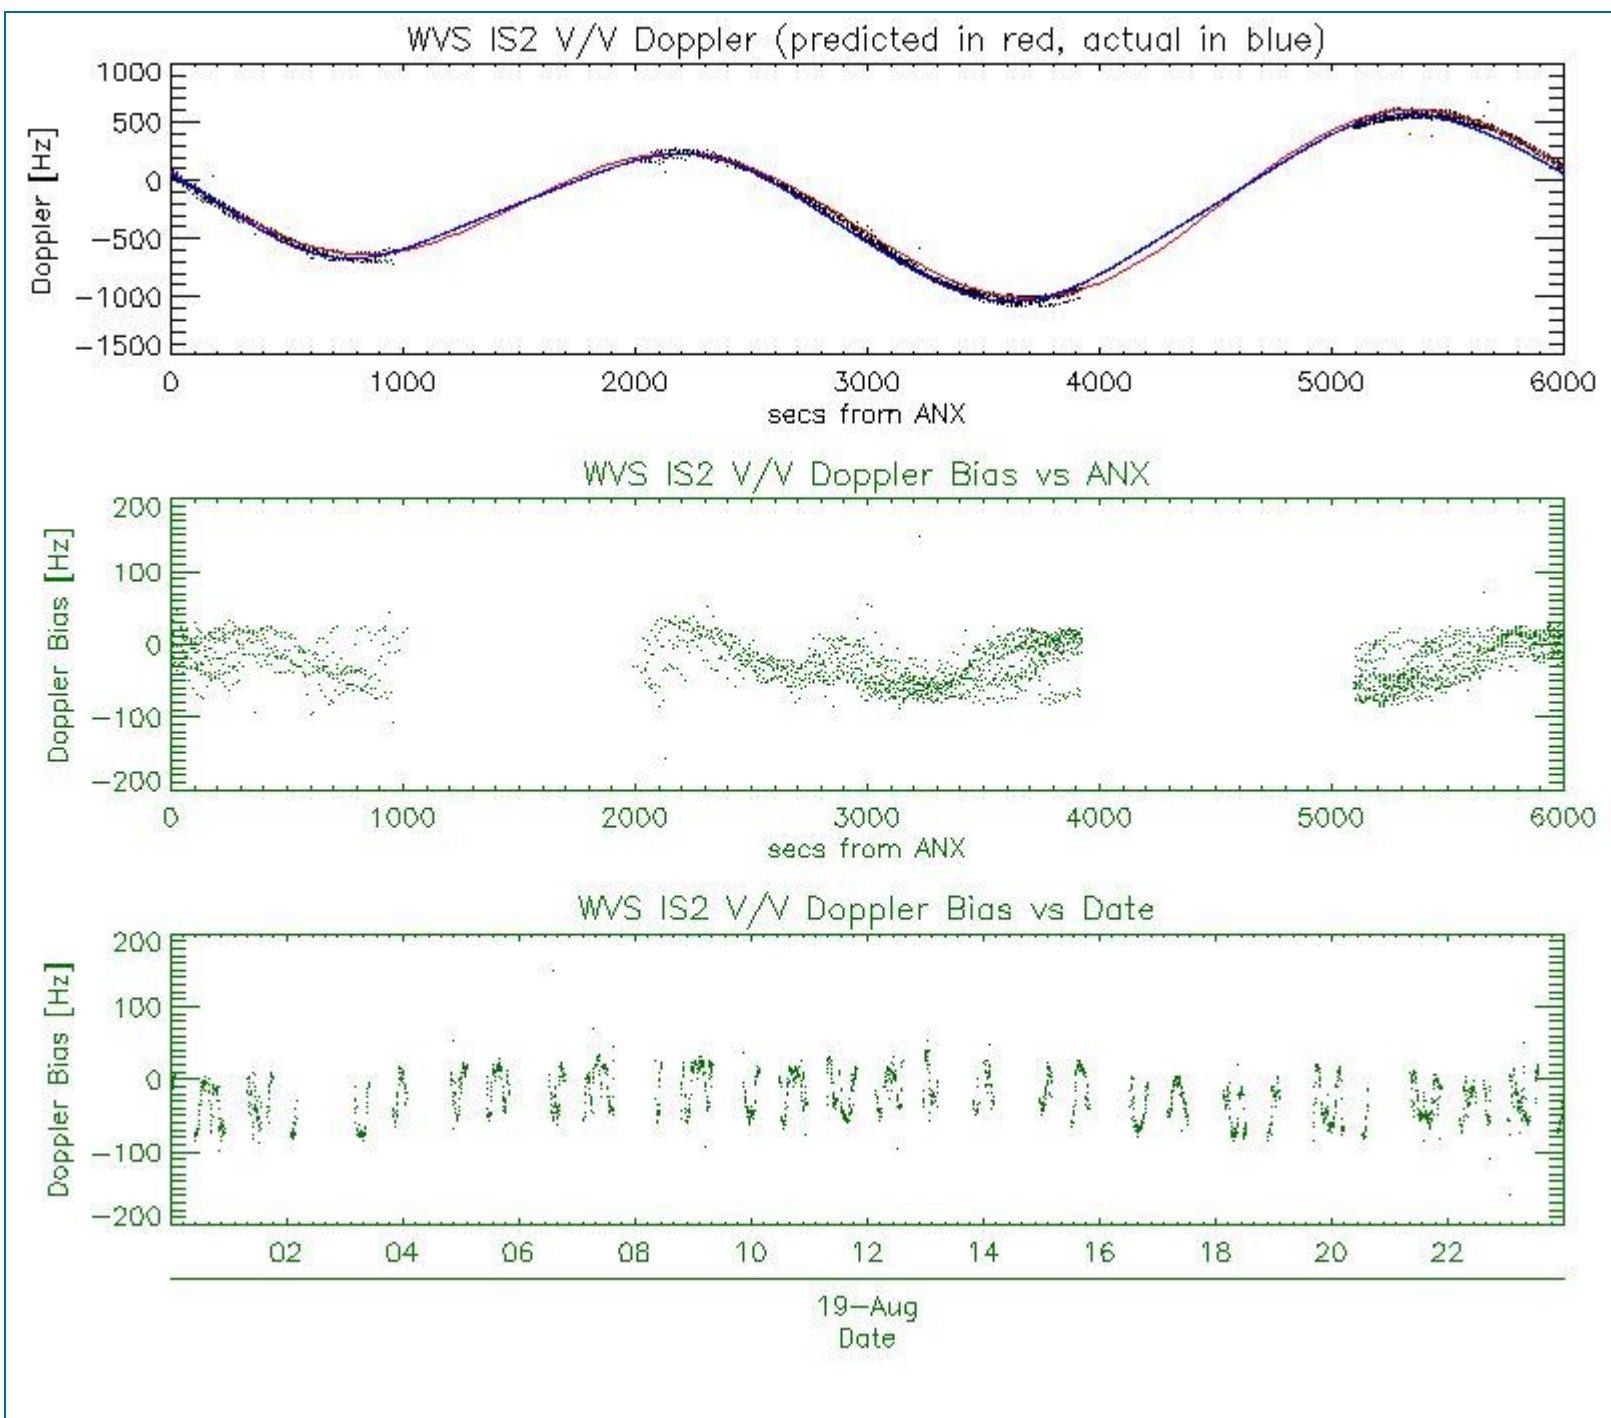 WVS IS2 V/V Doppler (predicted in red, actual in blue)
1000
500
0
-500
-1000
-1500
Doppler [Hz]
0 1000 2000 3000 4000 5000 6000
secs from ANX
WVS IS2 V/V Doppler Bias vs ANX
200
100
0
-100
-200
Doppler Bias [Hz]
0 1000 2000 3000 4000 5000 6000
secs from ANX
WVS IS2 V/V Doppler Bias vs Date
200
100
0
-100
-200
Doppler Bias [Hz]
02 04 06 08 10 12 14 16 18 20 22
19-Aug
Date